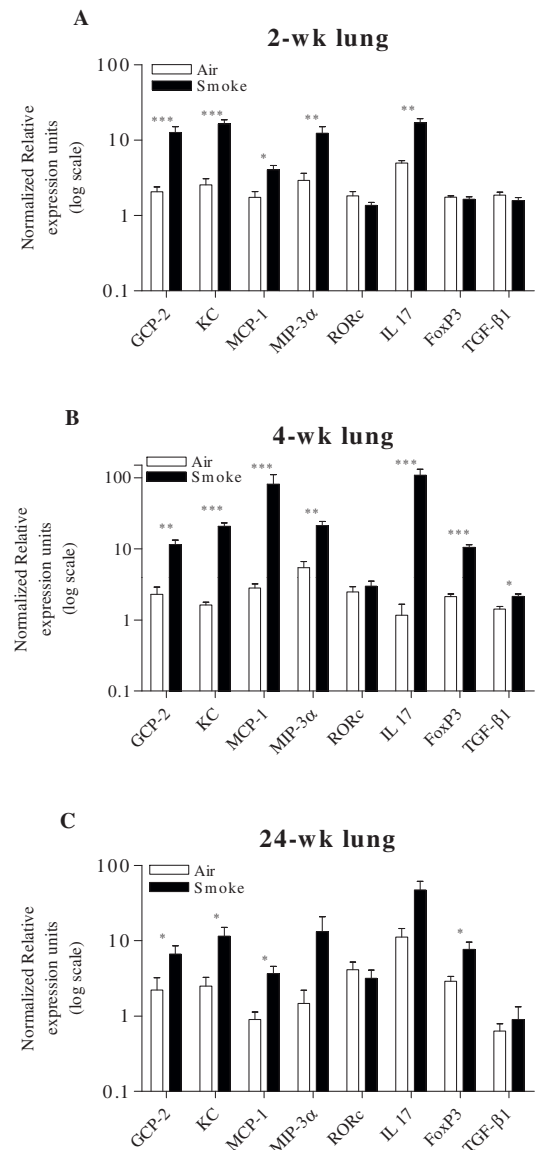 A
2-wk lung
Air
Smoke
Normalized Relative
expression units
(log scale)
100
10
1
0.1
***
***
*
**
**
GCP-2
KC
MCP-1
MIP-3α
RORc
IL 17
FoxP3
TGF-β1
B
4-wk lung
Air
Smoke
Normalized Relative
expression units
(log scale)
100
10
1
0.1
**
***
***
**
***
***
*
GCP-2
KC
MCP-1
MIP-3α
RORc
IL 17
FoxP3
TGF-β1
C
24-wk lung
Air
Smoke
Normalized Relative
expression units
(log scale)
100
10
1
0.1
*
*
*
*
GCP-2
KC
MCP-1
MIP-3α
RORc
IL 17
FoxP3
TGF-β1